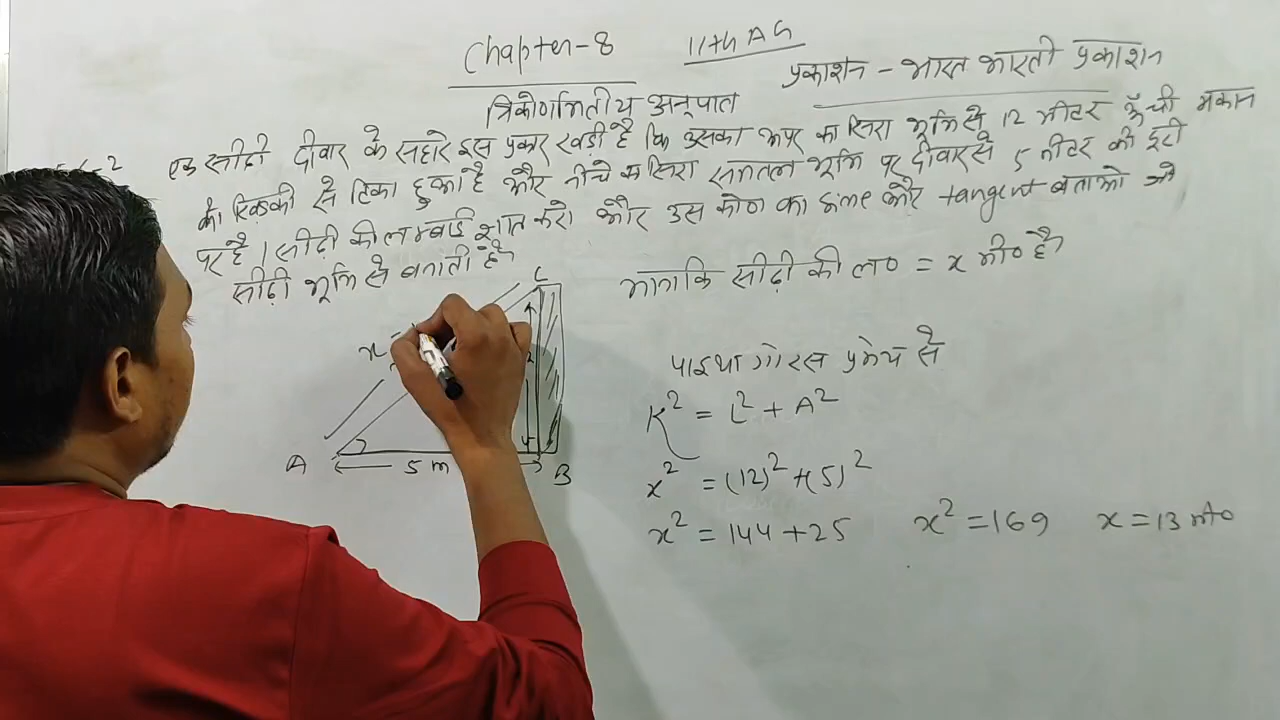 Chapter-8
11th AG
प्रकाशन - भारत भारती प्रकाशन
त्रिकोणमितीय अनुपात
एक सीढ़ी दीवार के सहारे इस प्रकार खडी है कि उसका ऊपर का सिरा भूमि से 12 मीटर ऊँची मकान
की खिडकी से टिका हुआ है और नीचे का सिरा समतल भूमि पर दीवार से 5 मीटर की दूरी
पर है। सीढ़ी की लम्बाई ज्ञात करो और उस कोण का sine और tangent बताओ जो
सीढ़ी भूमि से बनाती है
माना कि सीढ़ी की ल० = x मी० है
C
x
A
5 m
B
पाइथागोरस प्रमेय से
K² = L² + A²
x² = (12)² + (5)²
x² = 144 + 25
x² = 169
x = 13 मी०